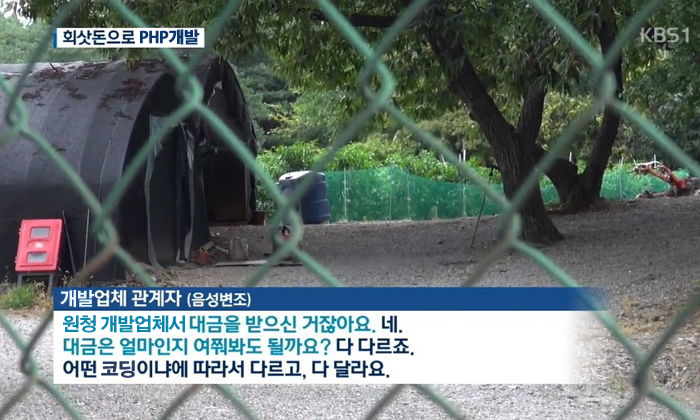 회삿돈으로 PHP개발
KBS1
개발업체 관계자 (음성변조)
원청 개발업체서 대금을 받으신 거잖아요. 네.
대금은 얼마인지 여쭤봐도 될까요? 다 다르죠.
어떤 코딩이냐에 따라서 다르고, 다 달라요.